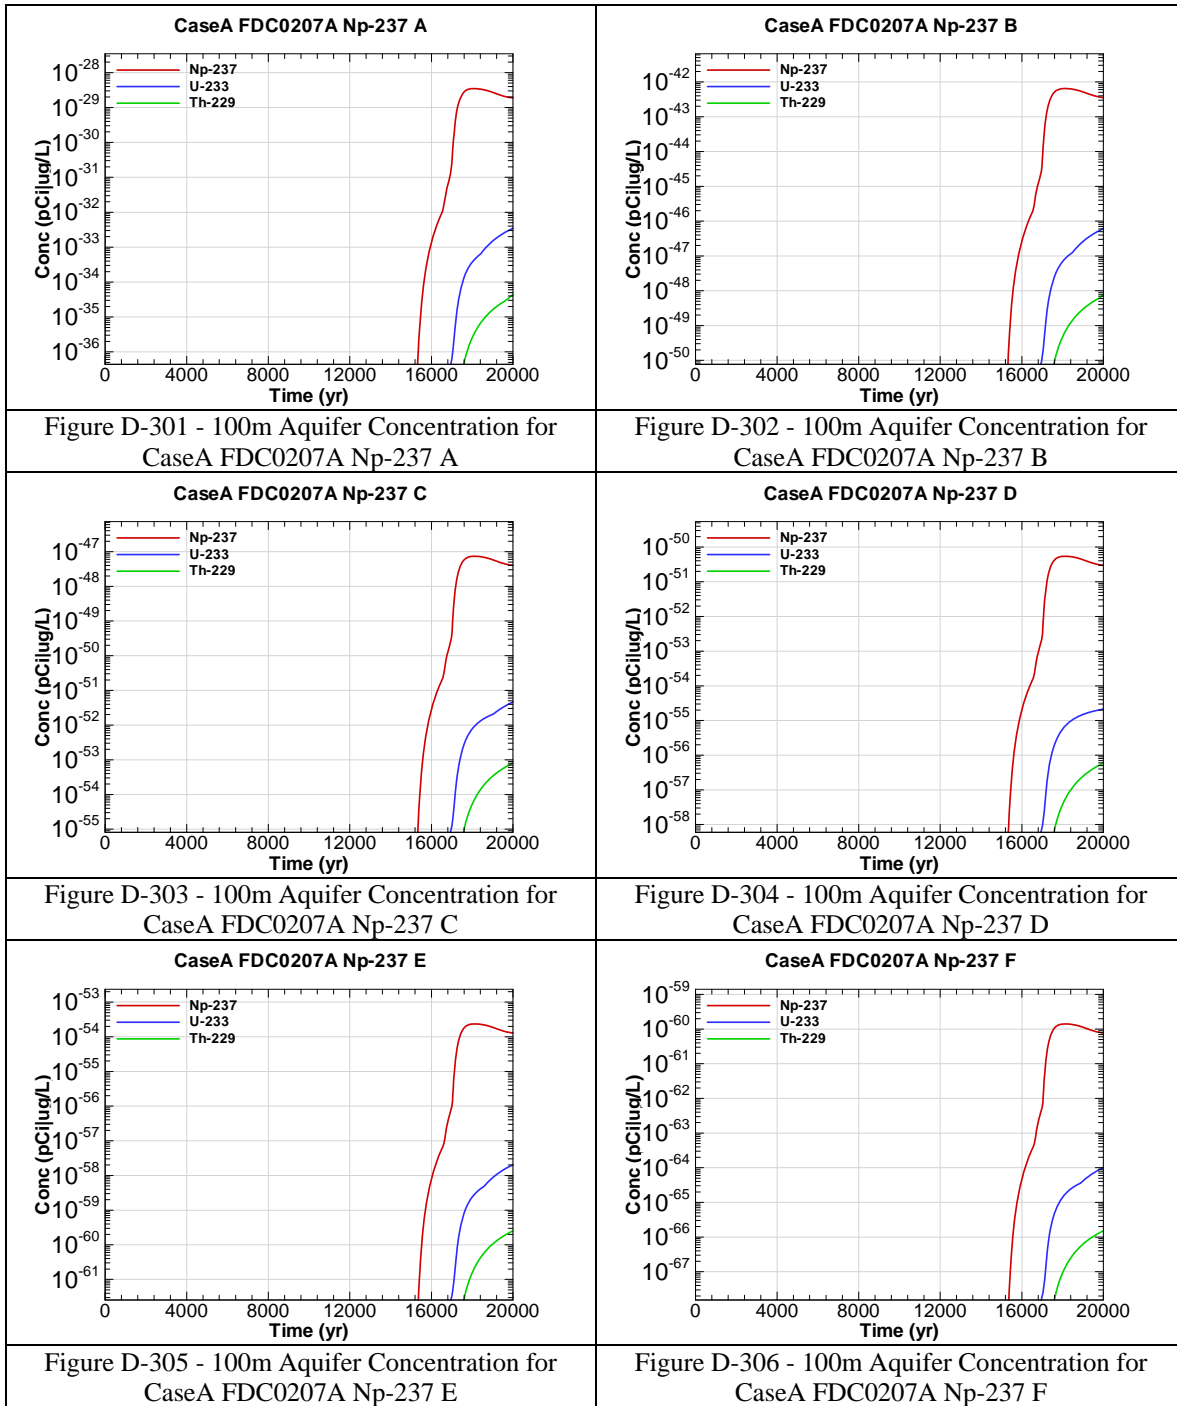 CaseA FDC0207A Np-237 A
Np-237
U-233
Th-229
10-28
10-29
10-30
10-31
10-32
10-33
10-34
10-35
10-36
Conc (pCi|ug/L)
0 4000 8000 12000 16000 20000
Time (yr)
Figure D-301 - 100m Aquifer Concentration for
CaseA FDC0207A Np-237 A
CaseA FDC0207A Np-237 B
Np-237
U-233
Th-229
10-42
10-43
10-44
10-45
10-46
10-47
10-48
10-49
10-50
Conc (pCi|ug/L)
0 4000 8000 12000 16000 20000
Time (yr)
Figure D-302 - 100m Aquifer Concentration for
CaseA FDC0207A Np-237 B
CaseA FDC0207A Np-237 C
Np-237
U-233
Th-229
10-47
10-48
10-49
10-50
10-51
10-52
10-53
10-54
10-55
Conc (pCi|ug/L)
0 4000 8000 12000 16000 20000
Time (yr)
Figure D-303 - 100m Aquifer Concentration for
CaseA FDC0207A Np-237 C
CaseA FDC0207A Np-237 D
Np-237
U-233
Th-229
10-50
10-51
10-52
10-53
10-54
10-55
10-56
10-57
10-58
Conc (pCi|ug/L)
0 4000 8000 12000 16000 20000
Time (yr)
Figure D-304 - 100m Aquifer Concentration for
CaseA FDC0207A Np-237 D
CaseA FDC0207A Np-237 E
Np-237
U-233
Th-229
10-53
10-54
10-55
10-56
10-57
10-58
10-59
10-60
10-61
Conc (pCi|ug/L)
0 4000 8000 12000 16000 20000
Time (yr)
Figure D-305 - 100m Aquifer Concentration for
CaseA FDC0207A Np-237 E
CaseA FDC0207A Np-237 F
Np-237
U-233
Th-229
10-59
10-60
10-61
10-62
10-63
10-64
10-65
10-66
10-67
Conc (pCi|ug/L)
0 4000 8000 12000 16000 20000
Time (yr)
Figure D-306 - 100m Aquifer Concentration for
CaseA FDC0207A Np-237 F